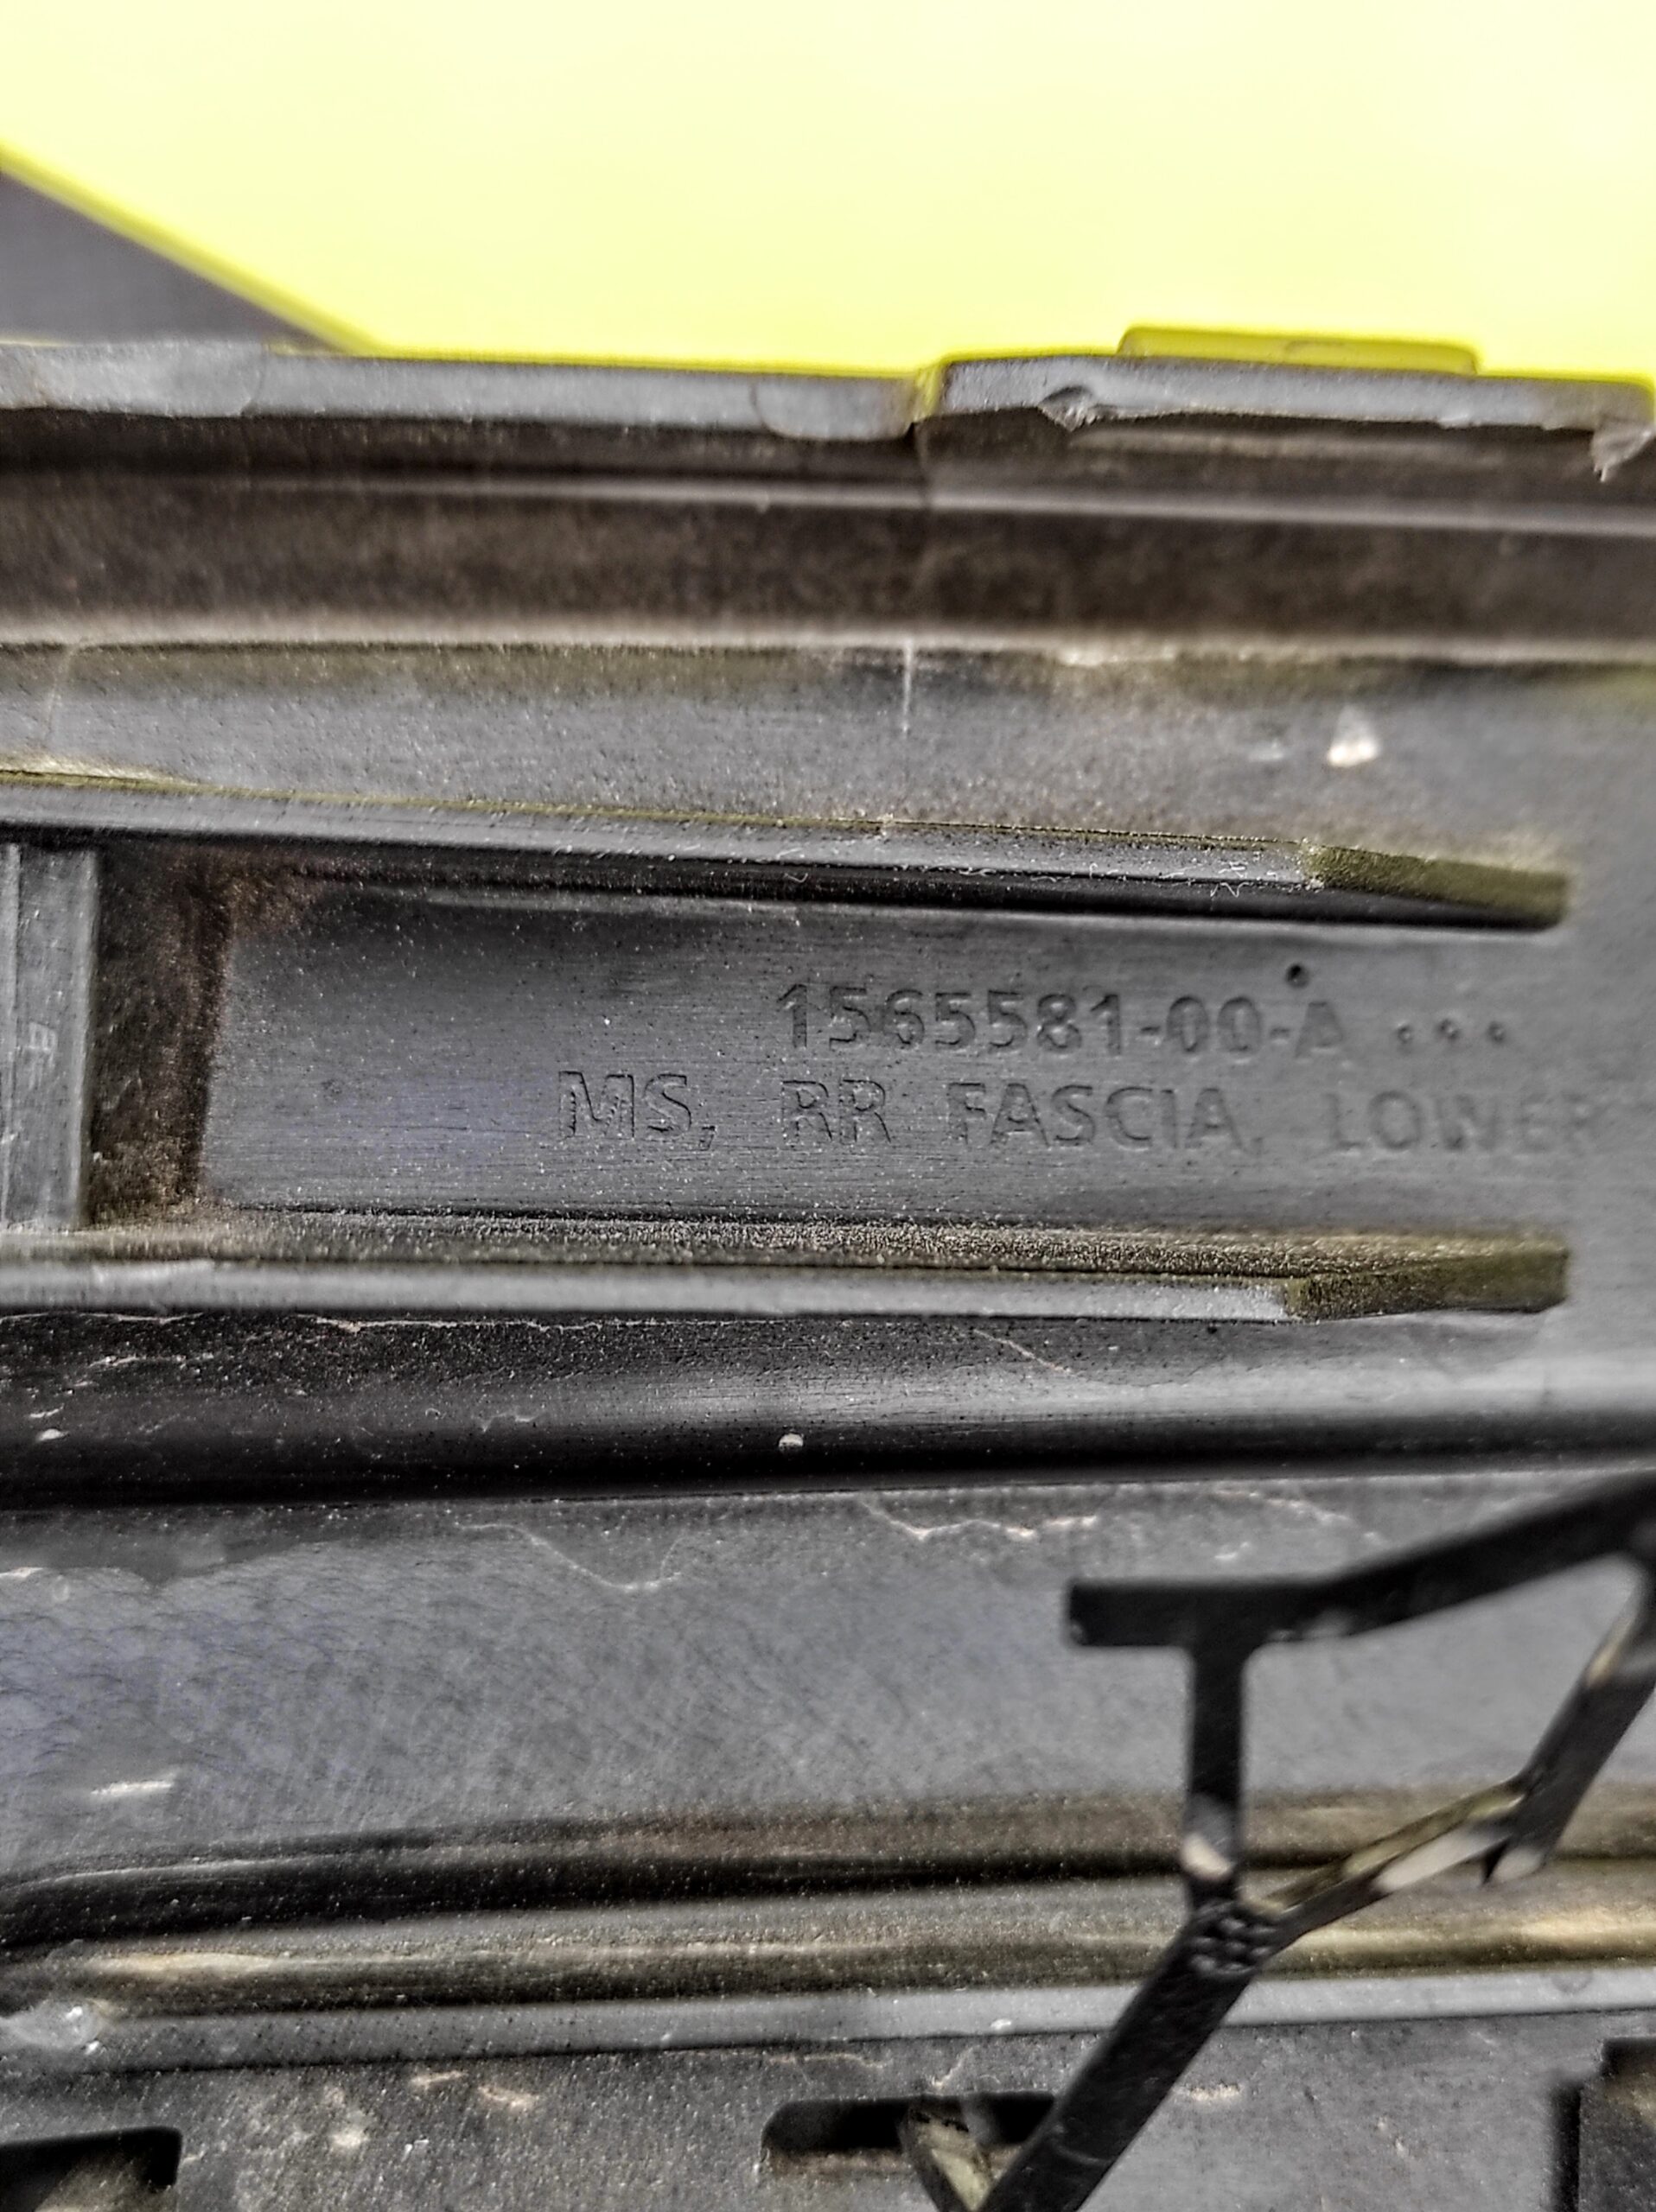 1565581-00-A
MS, RR FASCIA, LOWER